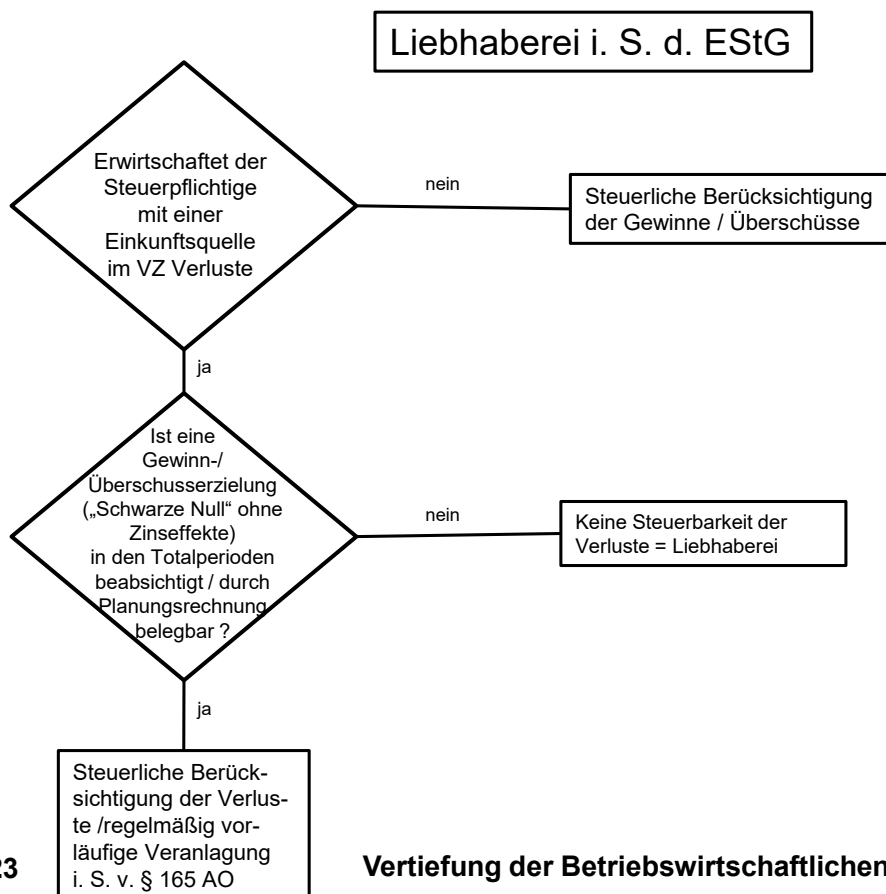 Liebhaberei i. S. d. EStG
Erwirtschaftet der
Steuerpflichtige
mit einer
Einkunftsquelle
im VZ Verluste
nein
Steuerliche Berücksichtigung
der Gewinne / Überschüsse
ja
Ist eine
Gewinn-/
Überschusserzielung
(„Schwarze Null“ ohne
Zinseffekte)
in den Totalperioden
beabsichtigt / durch
Planungsrechnung
belegbar ?
nein
Keine Steuerbarkeit der
Verluste = Liebhaberei
ja
Steuerliche Berück-
sichtigung der Verlus-
te /regelmäßig vor-
läufige Veranlagung
i. S. v. § 165 AO
23
Vertiefung der Betriebswirtschaftlichen